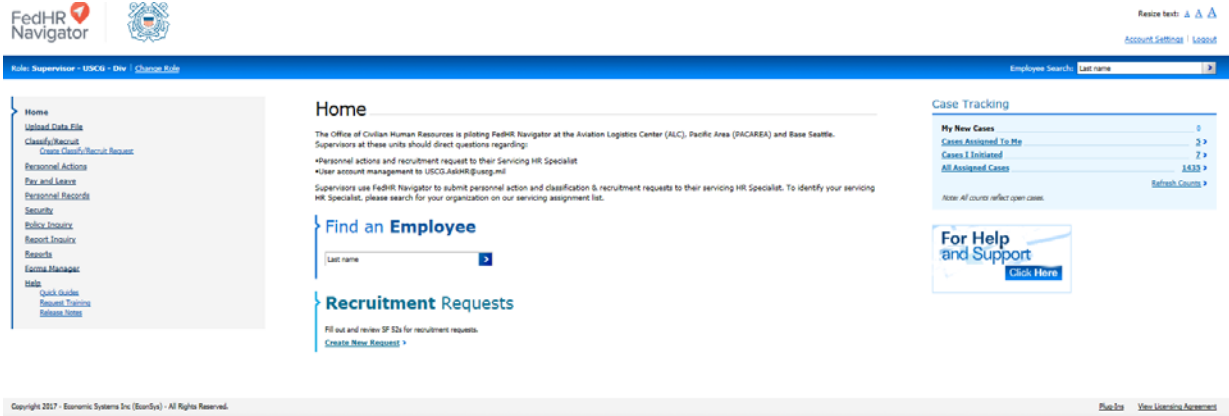 FedHR
Navigator
Resize text: A A A
Account Settings | Logout
Role: Supervisor - USCG - Div | Change Role
Employee Search: Last name
Home
Upload Data File
Classify/Recruit
Create Classify/Recruit Request
Personnel Actions
Pay and Leave
Personnel Records
Security
Policy Inquiry
Report Inquiry
Reports
Forms Manager
Help
Quick Guides
Request Training
Release Notes
Home
The Office of Civilian Human Resources is piloting FedHR Navigator at the Aviation Logistics Center (ALC), Pacific Area (PACAREA) and Base Seattle.
Supervisors at these units should direct questions regarding:
•Personnel actions and recruitment request to their Servicing HR Specialist
•User account management to USCG.AskHR@uscg.mil
Supervisors use FedHR Navigator to submit personnel action and classification & recruitment requests to their servicing HR Specialist. To identify your servicing
HR Specialist, please search for your organization on our servicing assignment list.
Find an Employee
Last name
Recruitment Requests
Fill out and review SF 52s for recruitment requests.
Create New Request >
Case Tracking
My New Cases 0
Cases Assigned To Me 5 >
Cases I Initiated 7 >
All Assigned Cases 1435 >
Refresh Counts >
Note: All counts reflect open cases.
For Help
and Support
Click Here
Copyright 2017 - Economic Systems Inc (EconSys) - All Rights Reserved.
Plug-Ins View Licensing Agreement